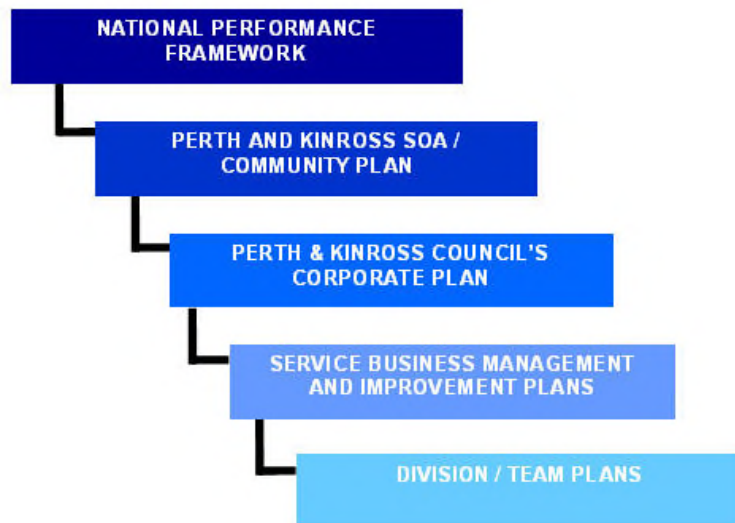 NATIONAL PERFORMANCE
FRAMEWORK
PERTH AND KINROSS SOA /
COMMUNITY PLAN
PERTH & KINROSS COUNCIL'S
CORPORATE PLAN
SERVICE BUSINESS MANAGEMENT
AND IMPROVEMENT PLANS
DIVISION / TEAM PLANS